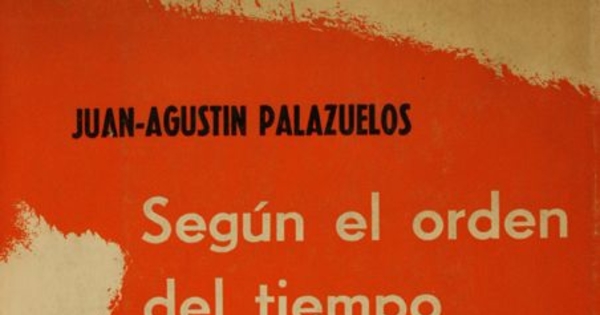 JUAN-AGUSTIN PALAZUELOS
Según el orden
del tiempo